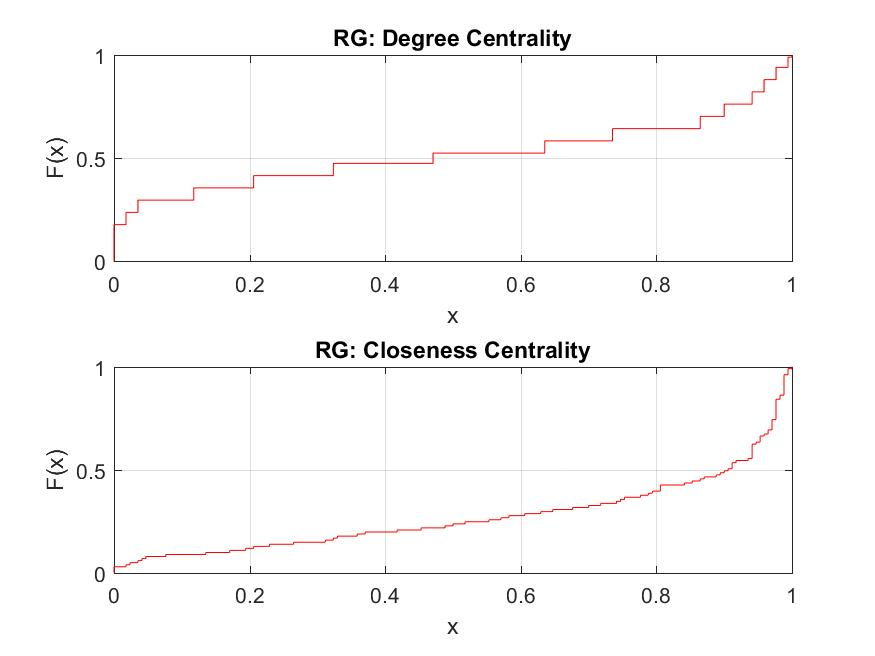 RG: Degree Centrality
1
0.5
0
F(x)
0 0.2 0.4 0.6 0.8 1
x
RG: Closeness Centrality
1
0.5
0
F(x)
0 0.2 0.4 0.6 0.8 1
x